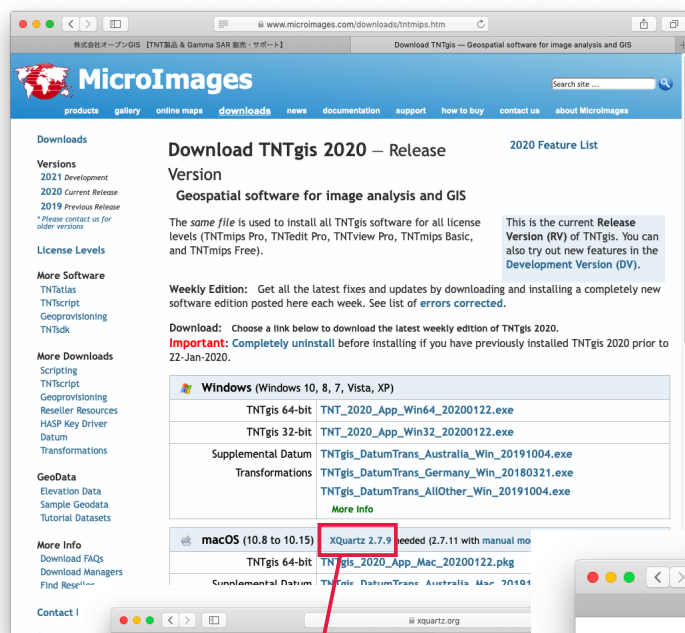 www.microimages.com/downloads/tntmips.htm
株式会社オープンGIS 【TNT製品 & Gamma SAR 販売・サポート】
Download TNTgis — Geospatial software for image analysis and GIS
MicroImages
Search site ...
products gallery online maps downloads news documentation support how to buy contact us about MicroImages
Downloads
Versions
2021 Development
2020 Current Release
2019 Previous Release
* Please contact us for
older versions
License Levels
More Software
TNTatlas
TNTscript
Geoprovisioning
TNTsdk
More Downloads
Scripting
TNTscript
Geoprovisioning
Reseller Resources
HASP Key Driver
Datum
Transformations
GeoData
Elevation Data
Sample Geodata
Tutorial Datasets
More Info
Download FAQs
Download Managers
Find Reseller
Contact
Download TNTgis 2020 — Release
Version
Geospatial software for image analysis and GIS
2020 Feature List
The same file is used to install all TNTgis software for all license
levels (TNTmips Pro, TNTedit Pro, TNTview Pro, TNTmips Basic,
and TNTmips Free).
This is the current Release
Version (RV) of TNTgis. You can
also try out new features in the
Development Version (DV).
Weekly Edition: Get all the latest fixes and updates by downloading and installing a completely new
software edition posted here each week. See list of errors corrected.
Download: Choose a link below to download the latest weekly edition of TNTgis 2020.
Important: Completely uninstall before installing if you have previously installed TNTgis 2020 prior to
22-Jan-2020.
Windows (Windows 10, 8, 7, Vista, XP)
TNTgis 64-bit TNT_2020_App_Win64_20200122.exe
TNTgis 32-bit TNT_2020_App_Win32_20200122.exe
Supplemental Datum TNTgis_DatumTrans_Australia_Win_20191004.exe
Transformations TNTgis_DatumTrans_Germany_Win_20180321.exe
TNTgis_DatumTrans_AllOther_Win_20191004.exe
More info
macOS (10.8 to 10.15) XQuartz 2.7.9 needed (2.7.11 with manual mo
TNTgis 64-bit TNTgis_2020_App_Mac_20200122.pkg
Supplemental Datum TNTgis_DatumTrans_Australia_Mac_20191
xquartz.org